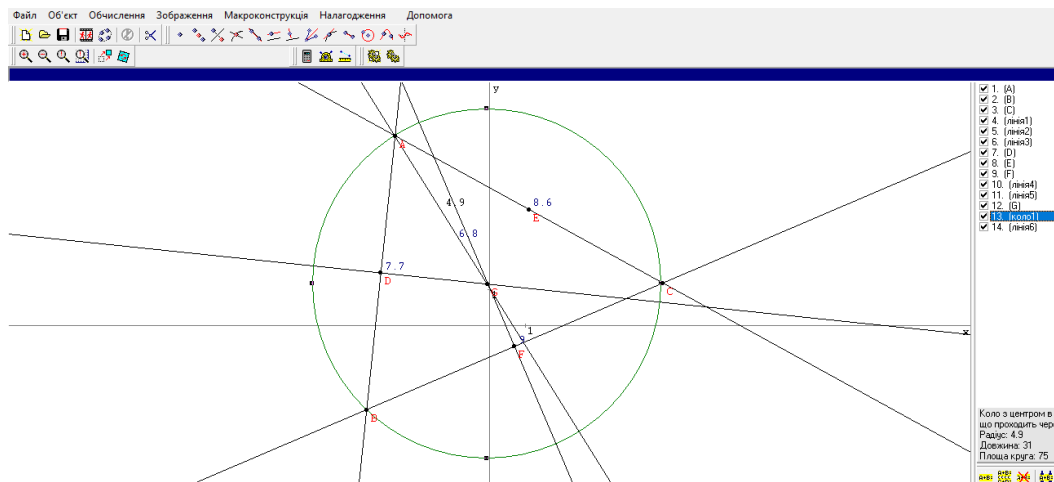 Файл Об'єкт Обчислення Зображення Макроконструкція Налагодження Допомога
y
A
4.9
8.6
E
6.8
7.7
D
G
C
1
x
9
F
B
1. (A)
2. (B)
3. (C)
4. (лінія1)
5. (лінія2)
6. (лінія3)
7. (D)
8. (E)
9. (F)
10. (лінія4)
11. (лінія5)
12. (G)
13. (коло1)
14. (лінія6)
Коло з центром в
що проходить чер
Радіус: 4.9
Довжина: 31
Площа круга: 75